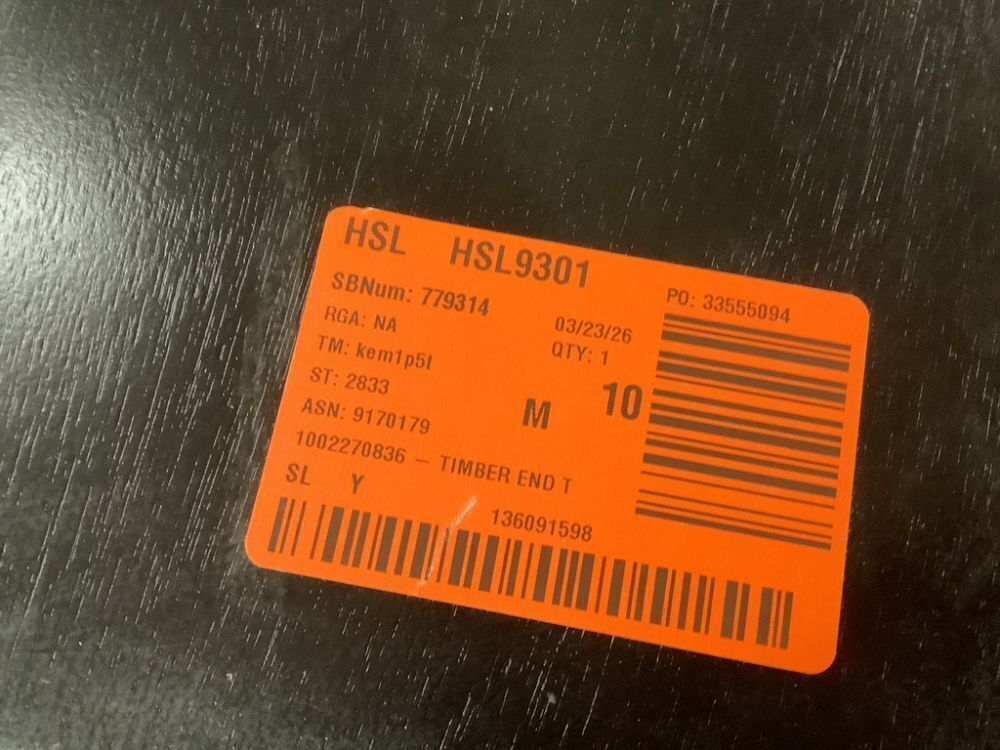 HSL HSL9301
SBNum: 779314
PO: 33555094
RGA: NA
03/23/26
TM: kem1p5t
QTY: 1
ST: 2833
M 10
ASN: 9170179
1002270836 – TIMBER END T
SL Y
136091598